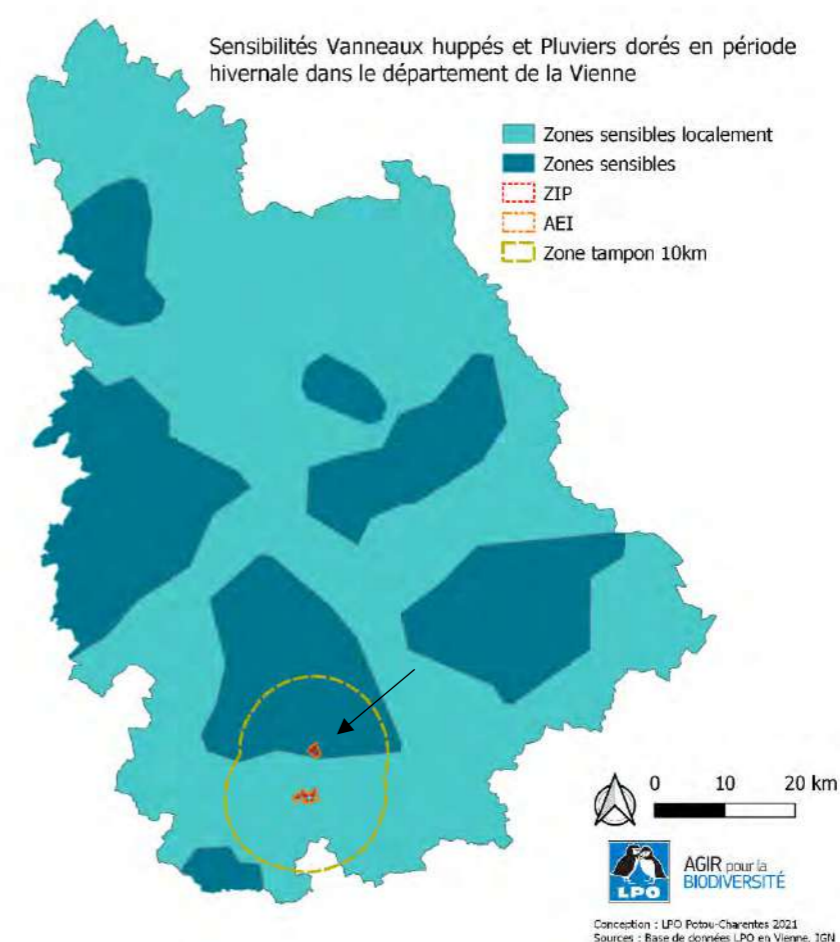 Sensibilités Vanneaux huppés et Pluviers dorés en période
hivernale dans le département de la Vienne
Zones sensibles localement
Zones sensibles
ZIP
AEI
Zone tampon 10km
0 10 20 km
LPO
AGIR pour la
BIODIVERSITÉ
Conception : LPO Poitou-Charentes 2021
Sources : Base de données LPO en Vienne, IGN